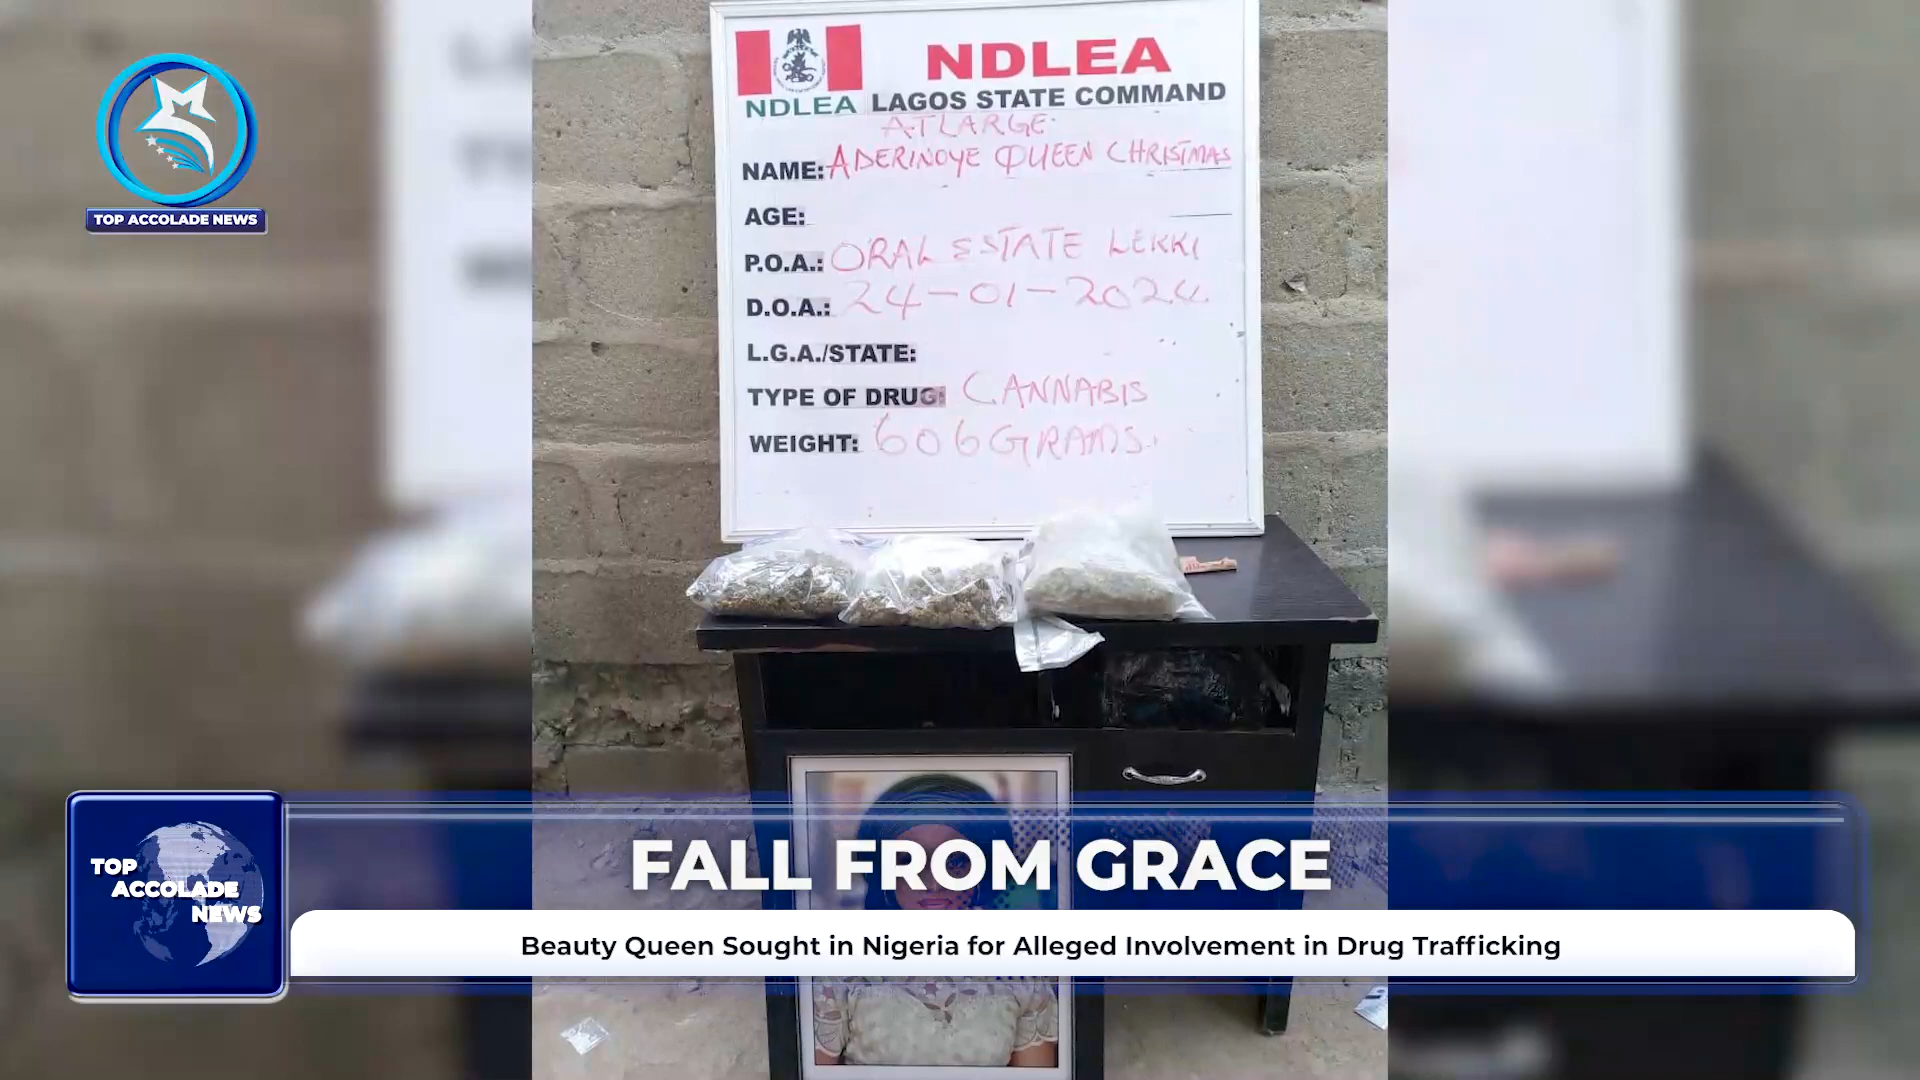 TOP ACCOLADE NEWS
NDLEA
NDLEA
LAGOS STATE COMMAND
ATLARGE.
NAME: ADERINOYE QUEEN CHRISTMAS
AGE:
P.O.A.: ORAL ESTATE LEKKI
D.O.A.: 24-01-2024
L.G.A./STATE:
TYPE OF DRUG: CANNABIS
WEIGHT: 606 GRAMS.
TOP
ACCOLADE
NEWS
FALL FROM GRACE
Beauty Queen Sought in Nigeria for Alleged Involvement in Drug Trafficking